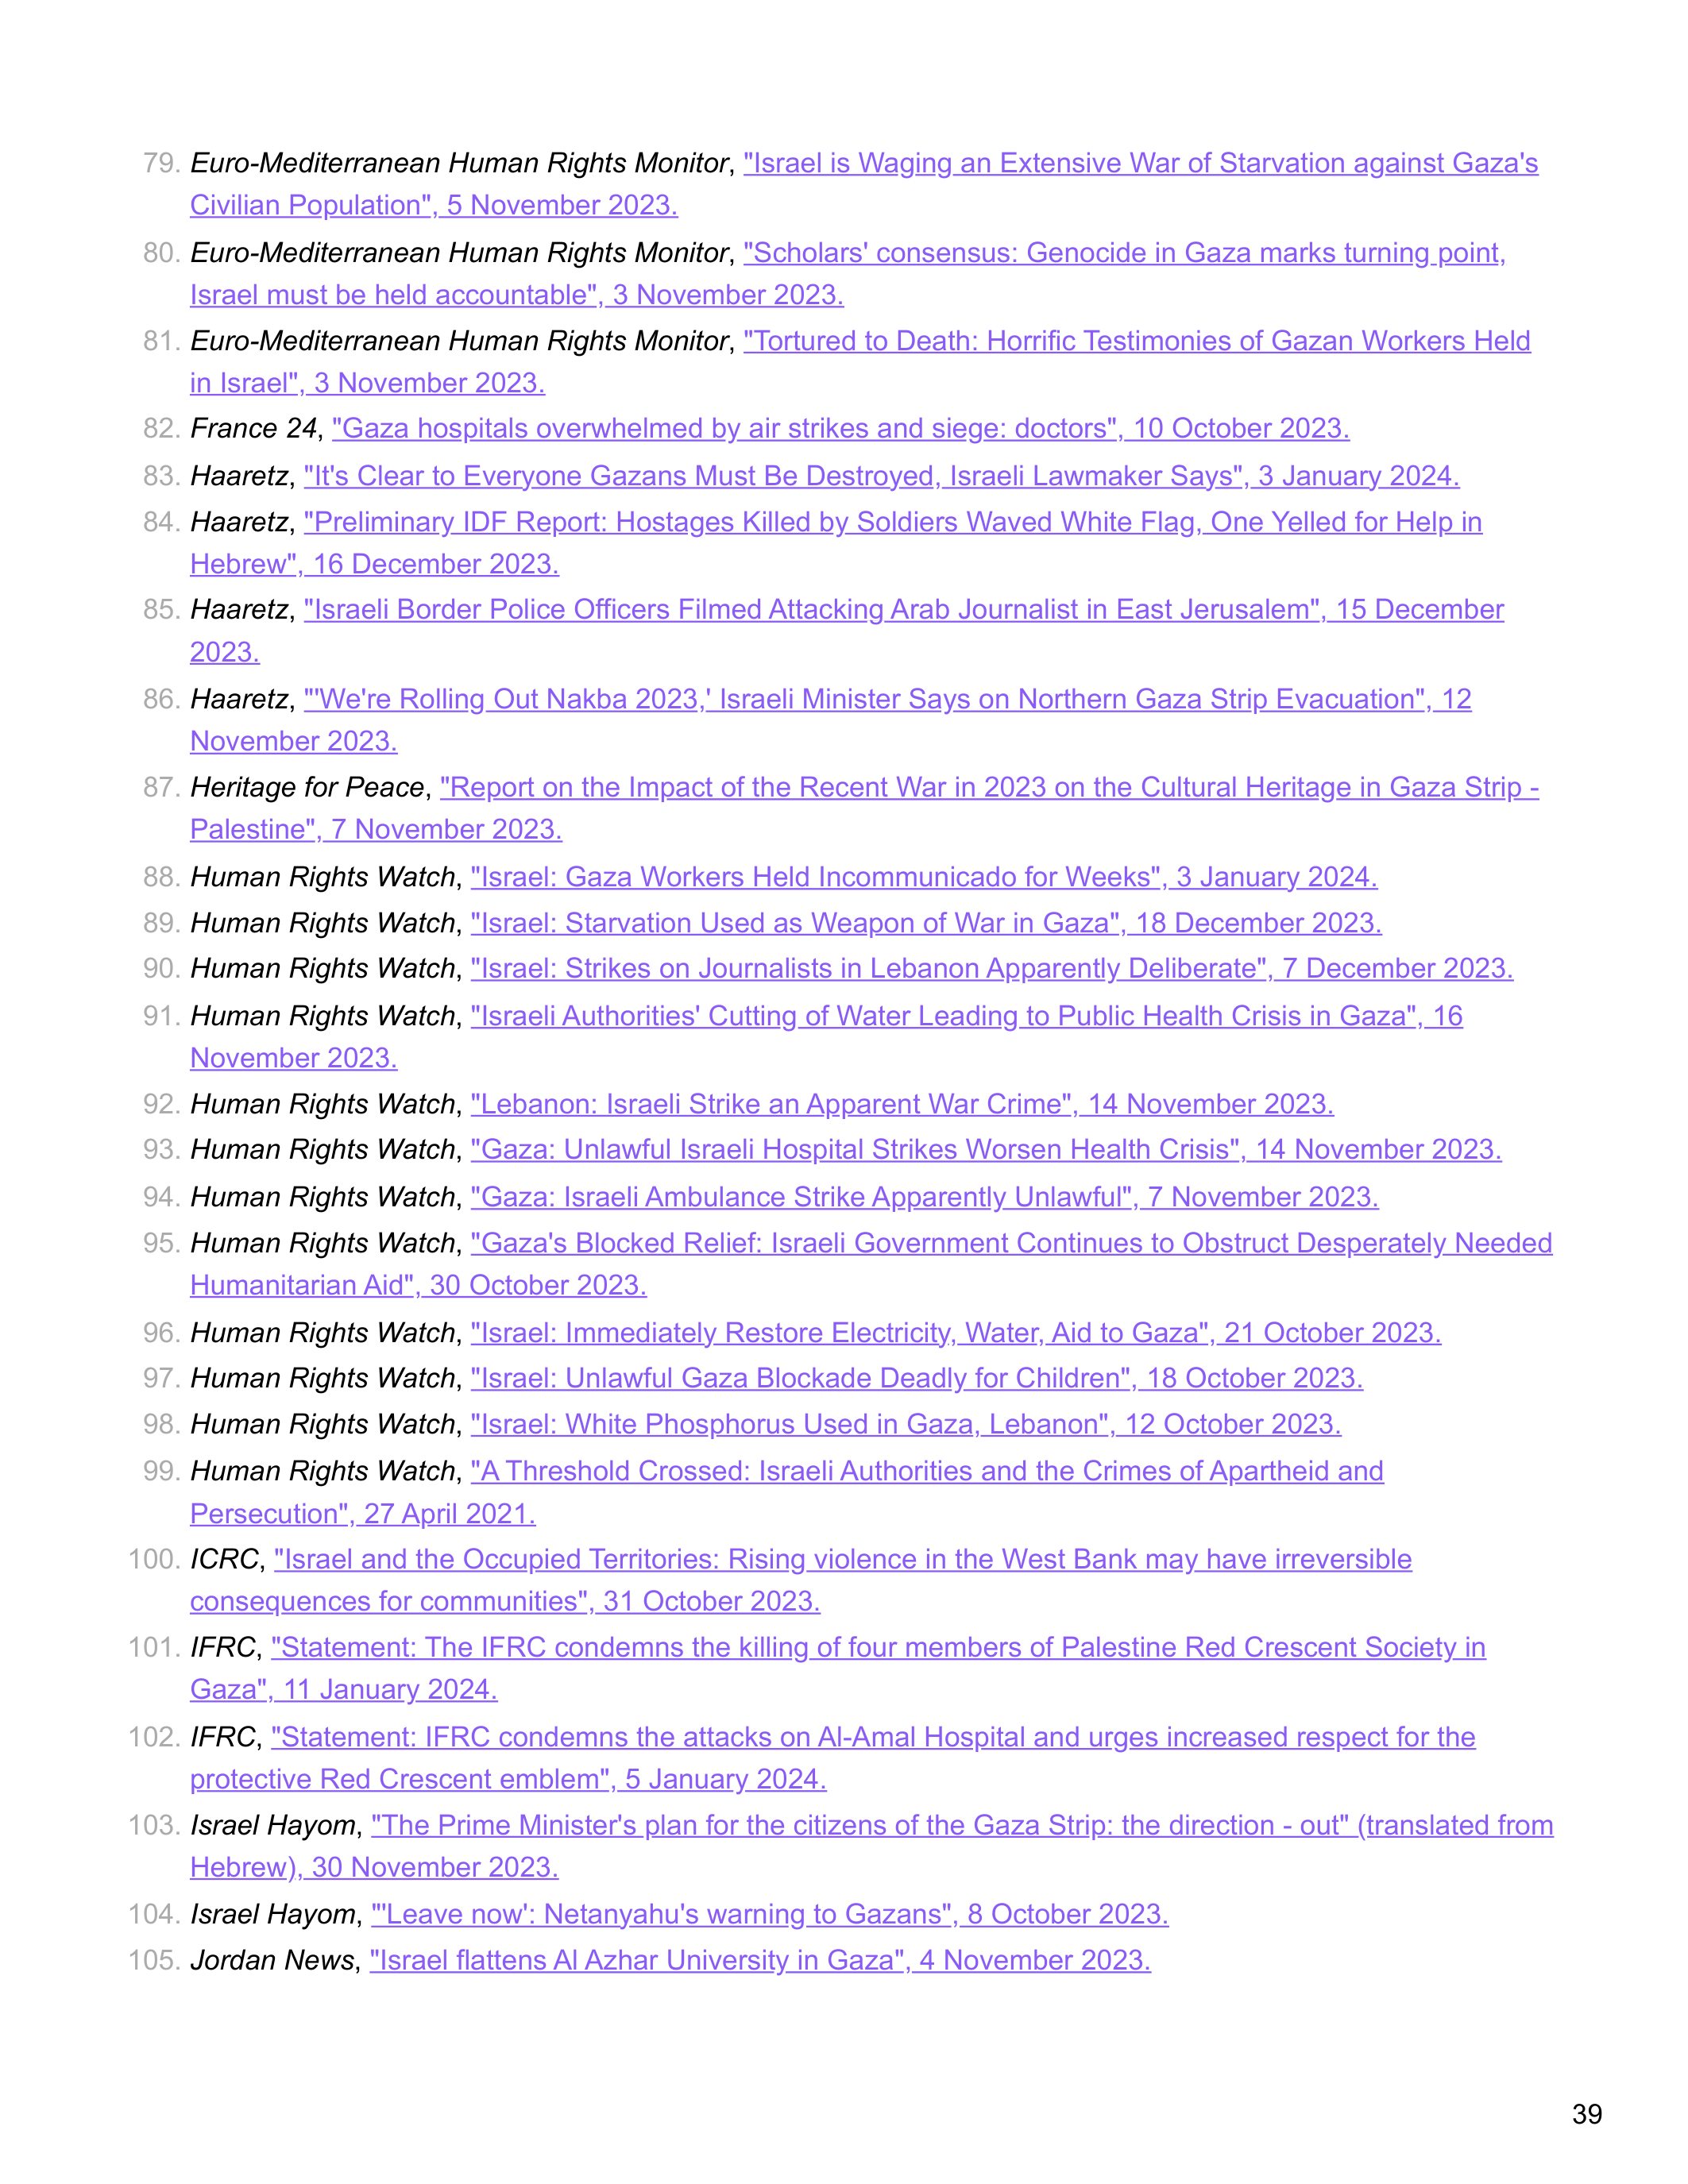 79. Euro-Mediterranean Human Rights Monitor, "Israel is Waging an Extensive War of Starvation against Gaza's
Civilian Population", 5 November 2023.
80. Euro-Mediterranean Human Rights Monitor, "Scholars' consensus: Genocide in Gaza marks turning point,
Israel must be held accountable", 3 November 2023.
81. Euro-Mediterranean Human Rights Monitor, "Tortured to Death: Horrific Testimonies of Gazan Workers Held
in Israel", 3 November 2023.
82. France 24, "Gaza hospitals overwhelmed by air strikes and siege: doctors", 10 October 2023.
83. Haaretz, "It's Clear to Everyone Gazans Must Be Destroyed, Israeli Lawmaker Says", 3 January 2024.
84. Haaretz, "Preliminary IDF Report: Hostages Killed by Soldiers Waved White Flag, One Yelled for Help in
Hebrew", 16 December 2023.
85. Haaretz, "Israeli Border Police Officers Filmed Attacking Arab Journalist in East Jerusalem", 15 December
2023.
86. Haaretz, "'We're Rolling Out Nakba 2023,' Israeli Minister Says on Northern Gaza Strip Evacuation", 12
November 2023.
87. Heritage for Peace, "Report on the Impact of the Recent War in 2023 on the Cultural Heritage in Gaza Strip -
Palestine", 7 November 2023.
88. Human Rights Watch, "Israel: Gaza Workers Held Incommunicado for Weeks", 3 January 2024.
89. Human Rights Watch, "Israel: Starvation Used as Weapon of War in Gaza", 18 December 2023.
90. Human Rights Watch, "Israel: Strikes on Journalists in Lebanon Apparently Deliberate", 7 December 2023.
91. Human Rights Watch, "Israeli Authorities' Cutting of Water Leading to Public Health Crisis in Gaza", 16
November 2023.
92. Human Rights Watch, "Lebanon: Israeli Strike an Apparent War Crime", 14 November 2023.
93. Human Rights Watch, "Gaza: Unlawful Israeli Hospital Strikes Worsen Health Crisis", 14 November 2023.
94. Human Rights Watch, "Gaza: Israeli Ambulance Strike Apparently Unlawful", 7 November 2023.
95. Human Rights Watch, "Gaza's Blocked Relief: Israeli Government Continues to Obstruct Desperately Needed
Humanitarian Aid", 30 October 2023.
96. Human Rights Watch, "Israel: Immediately Restore Electricity, Water, Aid to Gaza", 21 October 2023.
97. Human Rights Watch, "Israel: Unlawful Gaza Blockade Deadly for Children", 18 October 2023.
98. Human Rights Watch, "Israel: White Phosphorus Used in Gaza, Lebanon", 12 October 2023.
99. Human Rights Watch, "A Threshold Crossed: Israeli Authorities and the Crimes of Apartheid and
Persecution", 27 April 2021.
100. ICRC, "Israel and the Occupied Territories: Rising violence in the West Bank may have irreversible
consequences for communities", 31 October 2023.
101. IFRC, "Statement: The IFRC condemns the killing of four members of Palestine Red Crescent Society in
Gaza", 11 January 2024.
102. IFRC, "Statement: IFRC condemns the attacks on Al-Amal Hospital and urges increased respect for the
protective Red Crescent emblem", 5 January 2024.
103. Israel Hayom, "The Prime Minister's plan for the citizens of the Gaza Strip: the direction - out" (translated from
Hebrew), 30 November 2023.
104. Israel Hayom, "'Leave now': Netanyahu's warning to Gazans", 8 October 2023.
105. Jordan News, "Israel flattens Al Azhar University in Gaza", 4 November 2023.
39